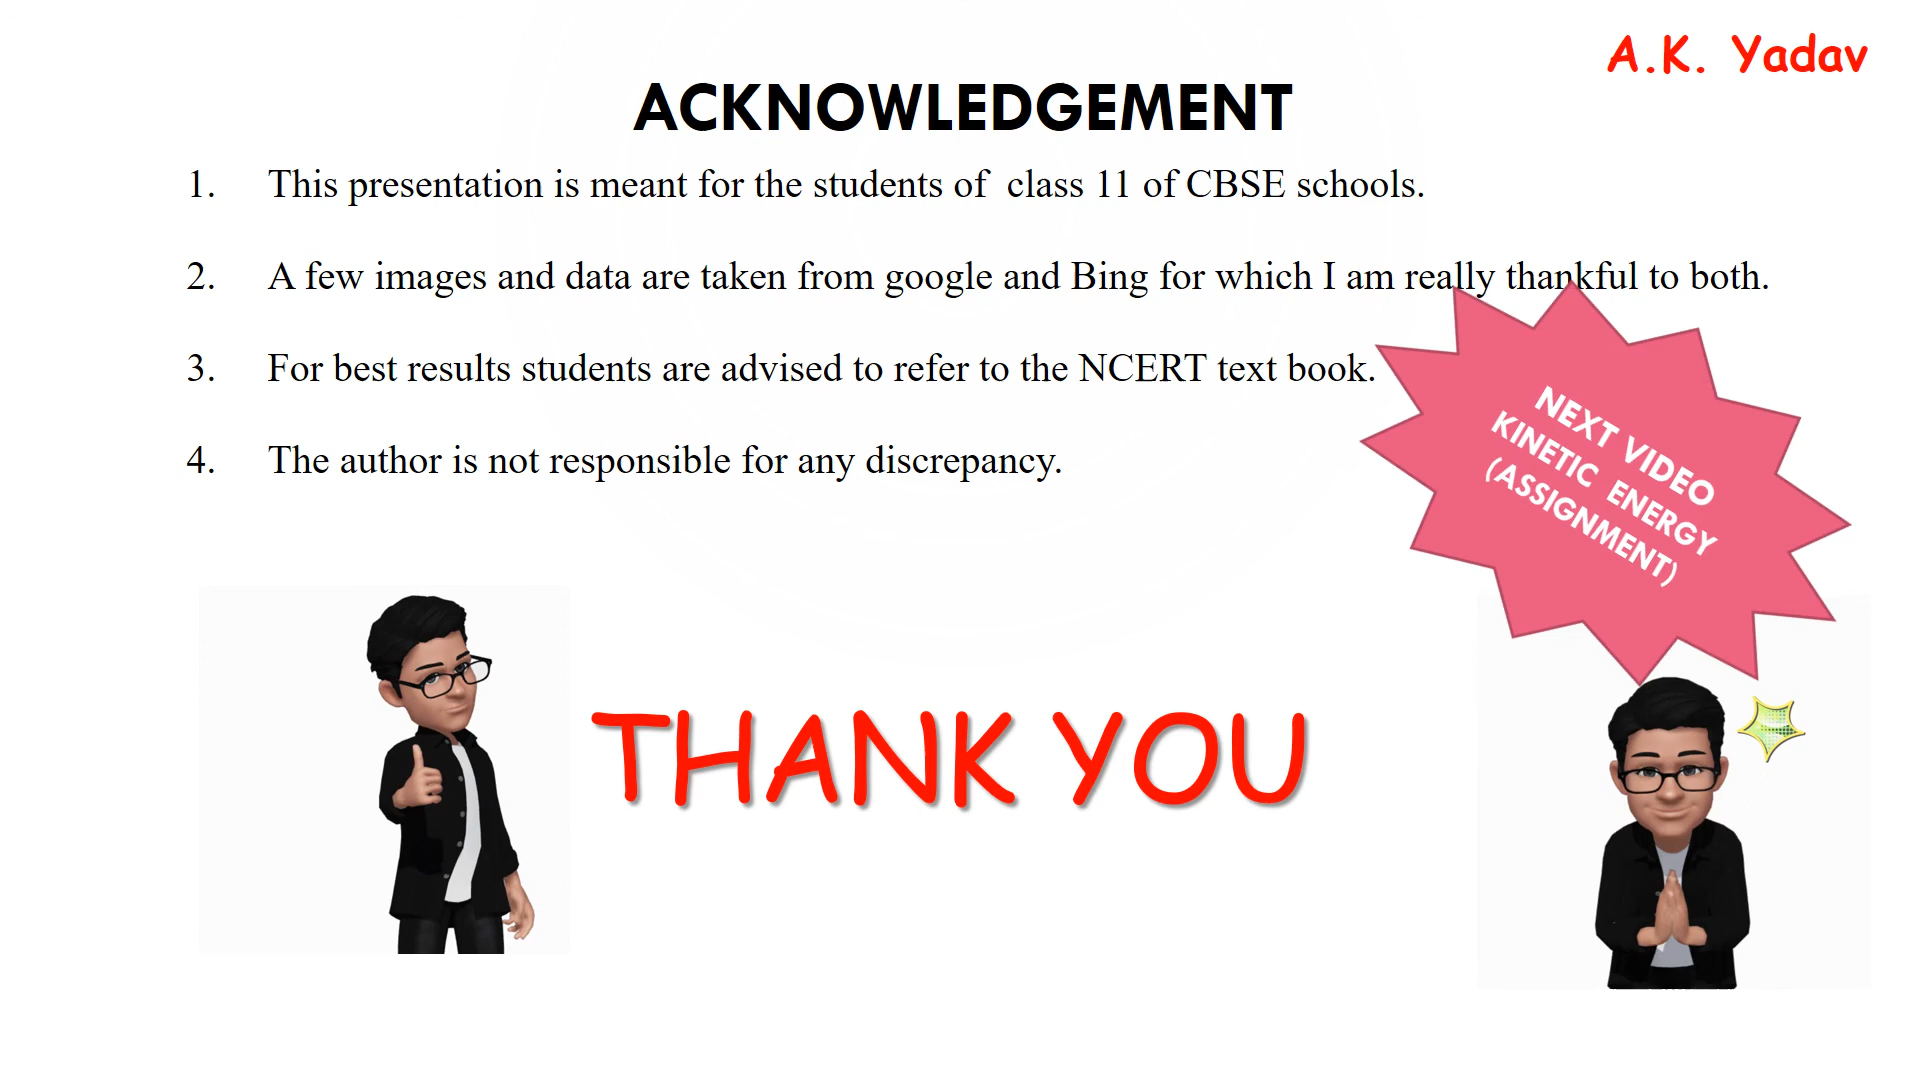 A.K. Yadav
ACKNOWLEDGEMENT
1. This presentation is meant for the students of class 11 of CBSE schools.
2. A few images and data are taken from google and Bing for which I am really thankful to both.
3. For best results students are advised to refer to the NCERT text book.
4. The author is not responsible for any discrepancy.
NEXT VIDEO
KINETIC ENERGY
(ASSIGNMENT)
THANK YOU